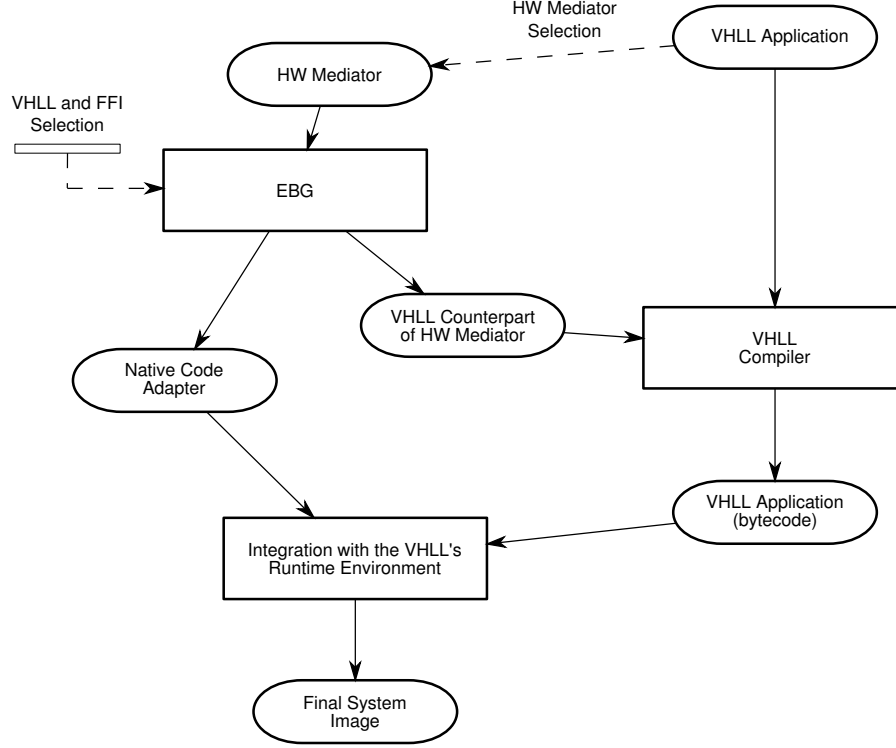 HW Mediator
Selection
VHLL Application
HW Mediator
VHLL and FFI
Selection
EBG
VHLL Counterpart
of HW Mediator
VHLL
Compiler
Native Code
Adapter
VHLL Application
(bytecode)
Integration with the VHLL's
Runtime Environment
Final System
Image